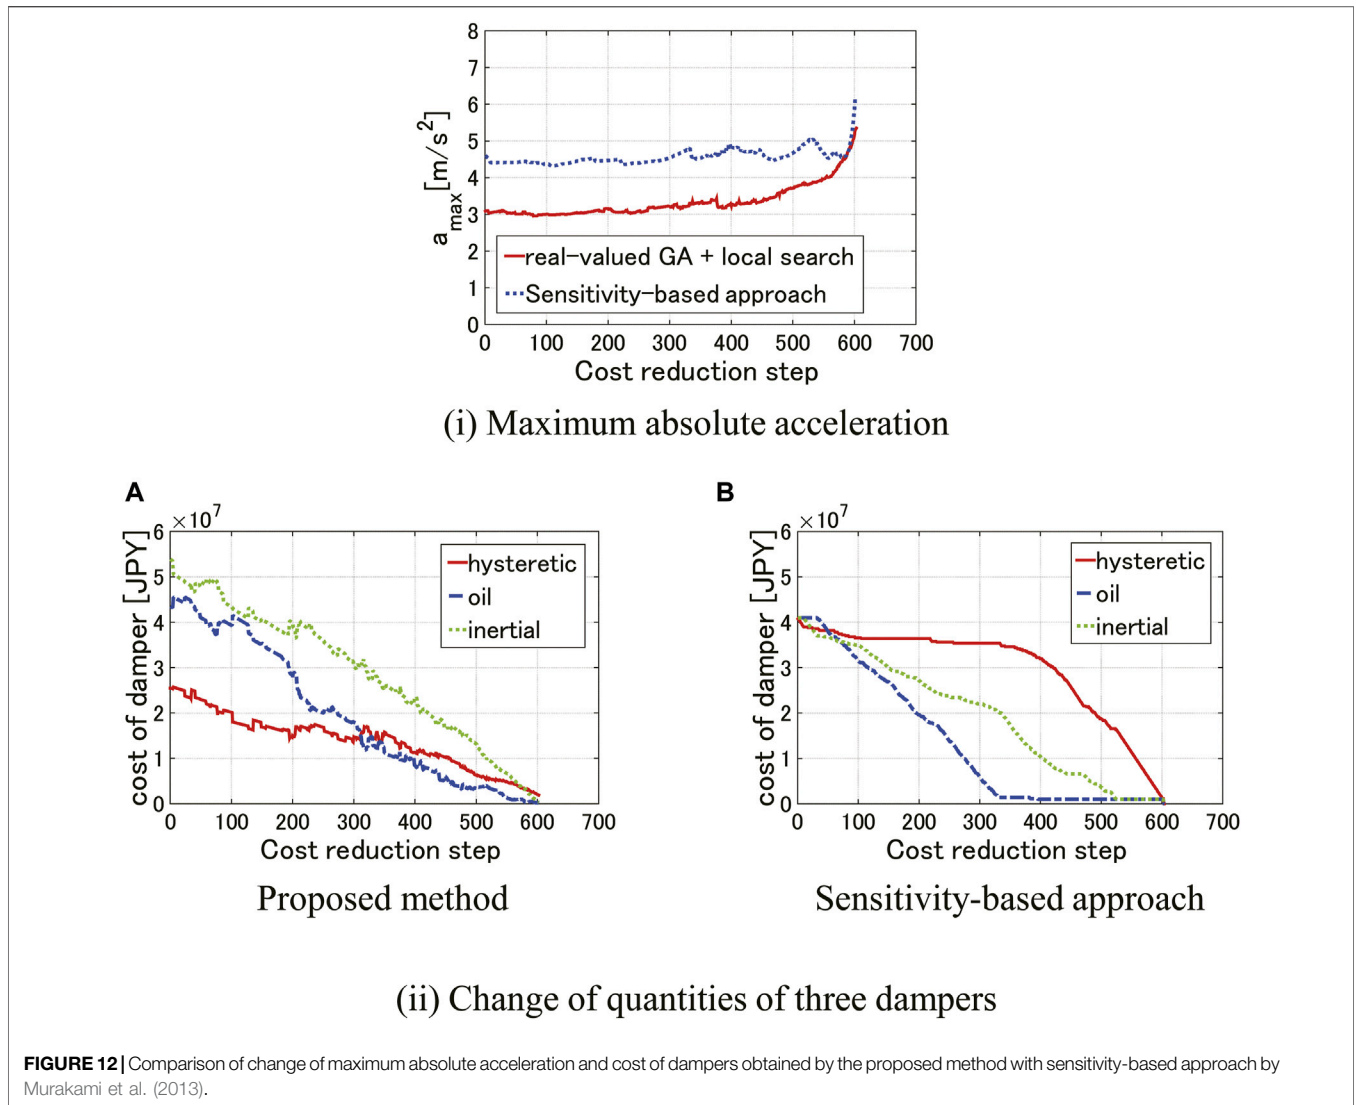 8
7
6
5
4
3
2
1
0
a_max [m/s²]
real-valued GA + local search
Sensitivity-based approach
0 100 200 300 400 500 600 700
Cost reduction step
(i) Maximum absolute acceleration
A
×10⁷
6
5
4
3
2
1
0
cost of damper [JPY]
hysteretic
oil
inertial
0 100 200 300 400 500 600 700
Cost reduction step
Proposed method
B
×10⁷
6
5
4
3
2
1
0
cost of damper [JPY]
hysteretic
oil
inertial
0 100 200 300 400 500 600 700
Cost reduction step
Sensitivity-based approach
(ii) Change of quantities of three dampers
FIGURE 12 | Comparison of change of maximum absolute acceleration and cost of dampers obtained by the proposed method with sensitivity-based approach by
Murakami et al. (2013).